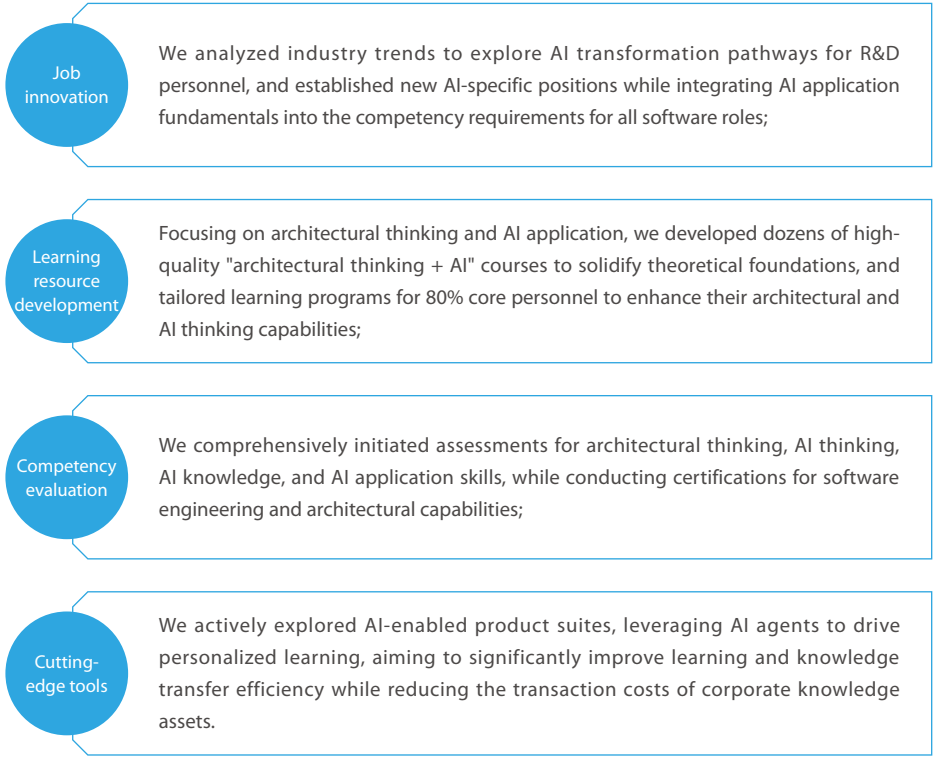 Job
innovation
We analyzed industry trends to explore AI transformation pathways for R&D
personnel, and established new AI-specific positions while integrating AI application
fundamentals into the competency requirements for all software roles;
Learning
resource
development
Focusing on architectural thinking and AI application, we developed dozens of high-
quality "architectural thinking + AI" courses to solidify theoretical foundations, and
tailored learning programs for 80% core personnel to enhance their architectural and
AI thinking capabilities;
Competency
evaluation
We comprehensively initiated assessments for architectural thinking, AI thinking,
AI knowledge, and AI application skills, while conducting certifications for software
engineering and architectural capabilities;
Cutting-
edge tools
We actively explored AI-enabled product suites, leveraging AI agents to drive
personalized learning, aiming to significantly improve learning and knowledge
transfer efficiency while reducing the transaction costs of corporate knowledge
assets.